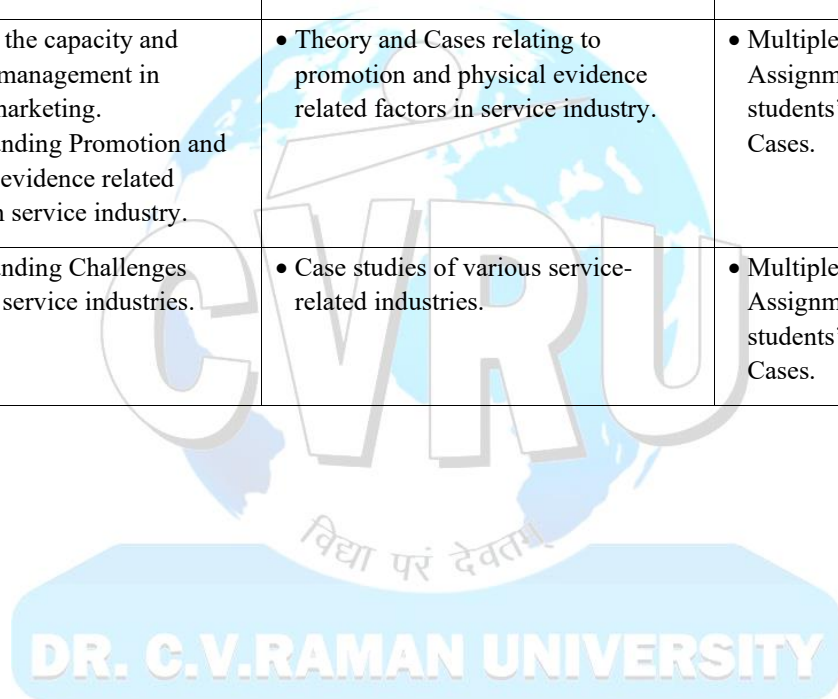 the capacity and
management in
marketing.
nding Promotion and
evidence related
n service industry.
• Theory and Cases relating to
promotion and physical evidence
related factors in service industry.
• Multiple
Assignm
students'
Cases.
nding Challenges
service industries.
• Case studies of various service-
related industries.
• Multiple
Assignm
students'
Cases.
CVRU
विद्या परं देवतम्
DR. C.V.RAMAN UNIVERSITY